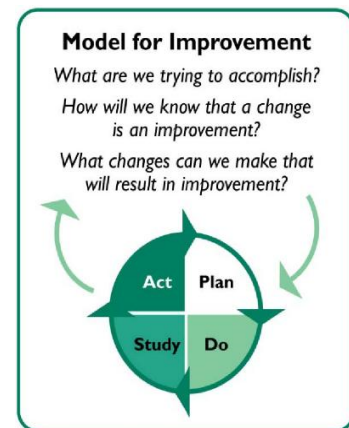 Model for Improvement
What are we trying to accomplish?
How will we know that a change
is an improvement?
What changes can we make that
will result in improvement?
Act
Plan
Study
Do